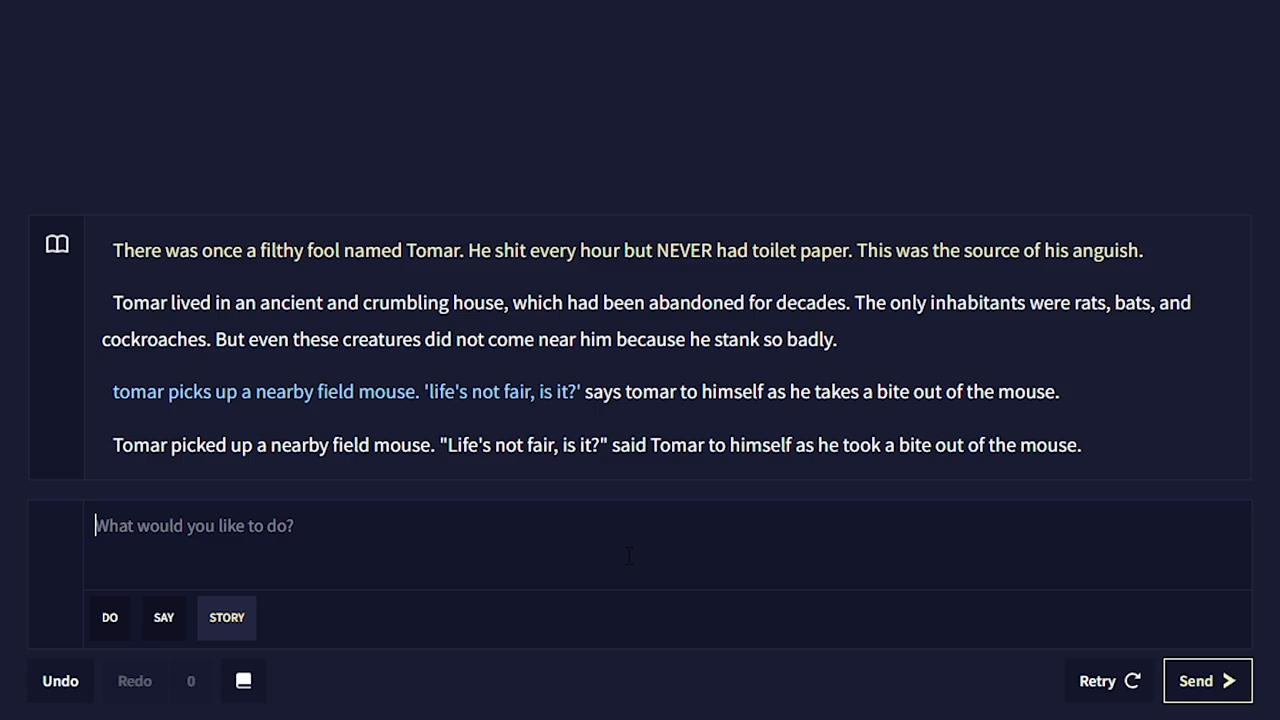 There was once a filthy fool named Tomar. He shit every hour but NEVER had toilet paper. This was the source of his anguish.
Tomar lived in an ancient and crumbling house, which had been abandoned for decades. The only inhabitants were rats, bats, and
cockroaches. But even these creatures did not come near him because he stank so badly.
tomar picks up a nearby field mouse. 'life's not fair, is it?' says tomar to himself as he takes a bite out of the mouse.
Tomar picked up a nearby field mouse. "Life's not fair, is it?" said Tomar to himself as he took a bite out of the mouse.
What would you like to do?
DO SAY STORY
Undo Redo 0 Retry Send